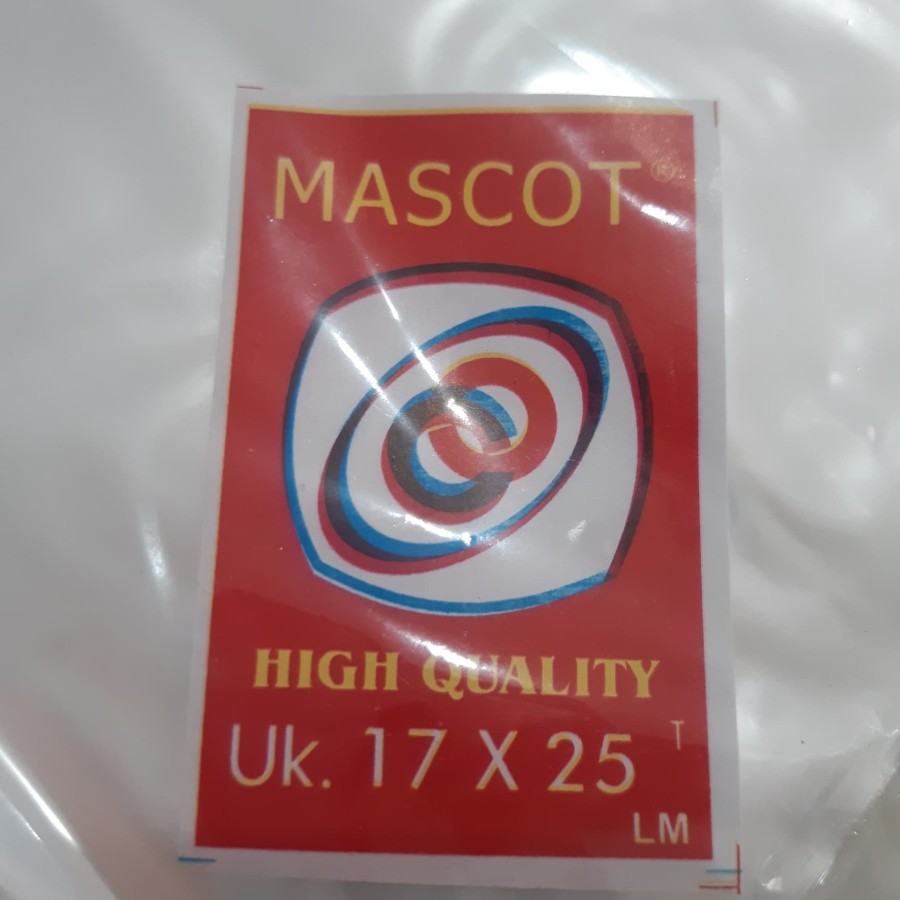 MASCOT®
HIGH QUALITY
Uk. 17 X 25 T
LM